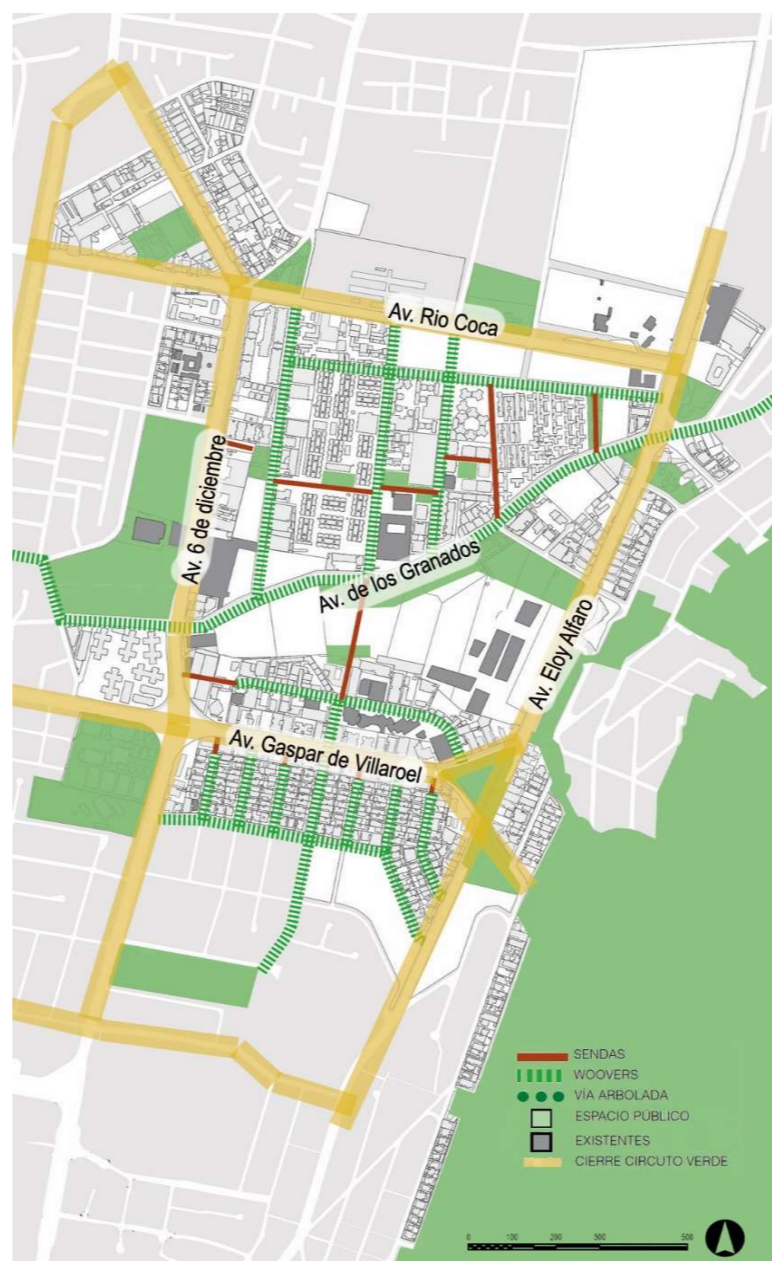 Av. Rio Coca
Av. 6 de diciembre
Av. de los Granados
Av. Eloy Alfaro
Av. Gaspar de Villaroel
SENDAS
WOOVERS
VÍA ARBOLADA
ESPACIO PÚBLICO
EXISTENTES
CIERRE CIRCUTO VERDE
0 100 200 300 500